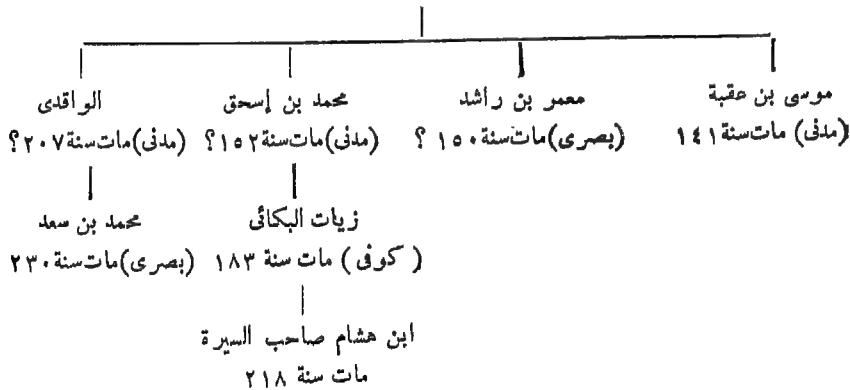 موسى بن عقبة معمر بن راشد محمد بن إسحق الواقدى
(مدنى) مات سنة ١٤١ (بصرى) مات سنة ١٥٠ ؟ (مدنى) مات سنة ١٥٢ ؟ (مدنى) مات سنة ٢٠٧ ؟
زيات البكائى محمد بن سعد
( كوفى ) مات سنة ١٨٣ (بصرى) مات سنة ٢٣٠
ابن هشام صاحب السيرة
مات سنة ٢١٨